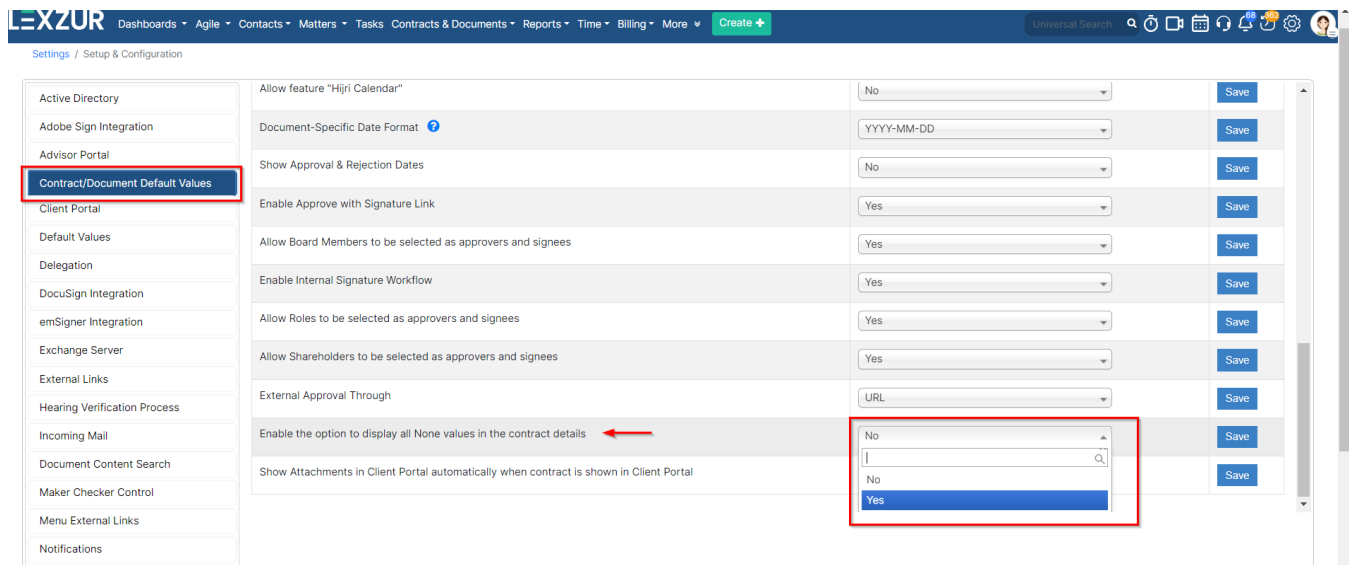 LEXZUR Dashboards Agile Contacts Matters Tasks Contracts & Documents Reports Time Billing More Create + Universal Search 68 862
Settings / Setup & Configuration
Active Directory
Adobe Sign Integration
Advisor Portal
Contract/Document Default Values
Client Portal
Default Values
Delegation
DocuSign Integration
emSigner Integration
Exchange Server
External Links
Hearing Verification Process
Incoming Mail
Document Content Search
Maker Checker Control
Menu External Links
Notifications
Allow feature "Hijri Calendar" No Save
Document-Specific Date Format ? YYYY-MM-DD Save
Show Approval & Rejection Dates No Save
Enable Approve with Signature Link Yes Save
Allow Board Members to be selected as approvers and signees Yes Save
Enable Internal Signature Workflow Yes Save
Allow Roles to be selected as approvers and signees Yes Save
Allow Shareholders to be selected as approvers and signees Yes Save
External Approval Through URL Save
Enable the option to display all None values in the contract details No Save
Show Attachments in Client Portal automatically when contract is shown in Client Portal Save
No
Yes